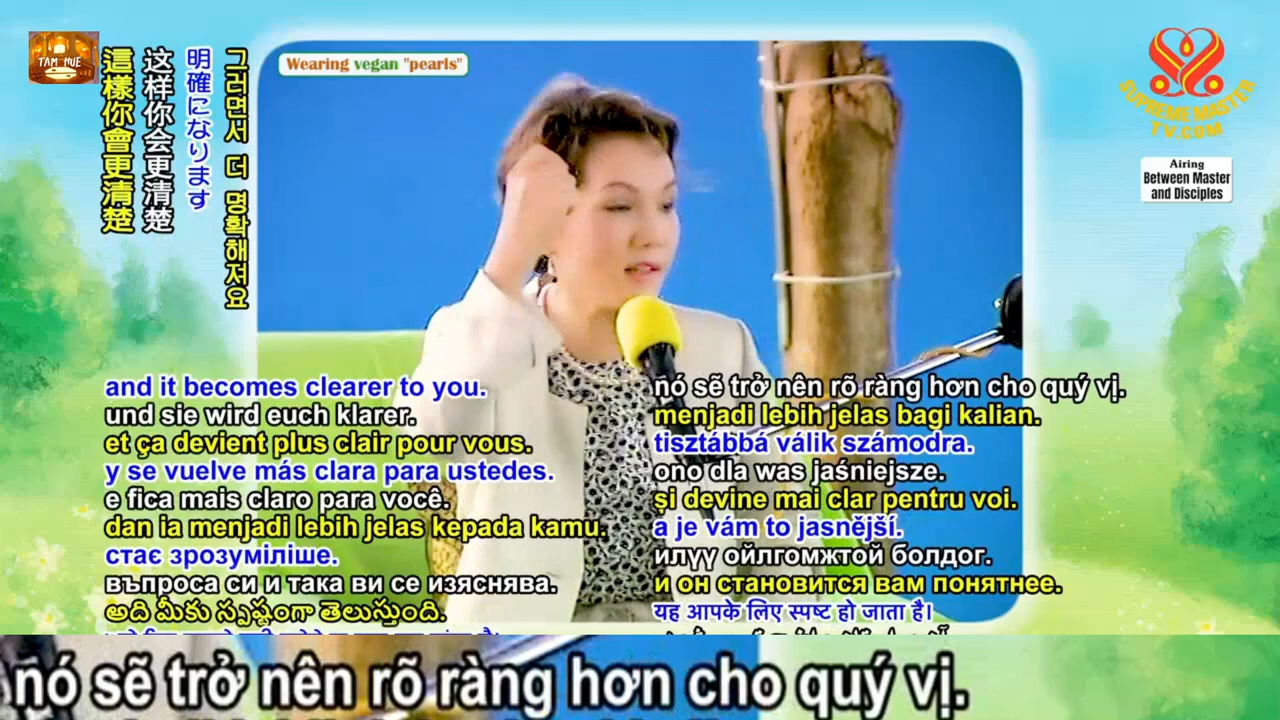 TAM HUE
這樣你會更清楚
这样你会更清楚
明確になります
그러면서 더 명확해져요
Wearing vegan "pearls"
SUPREME MASTER
TV.COM
Airing
Between Master
and Disciples
and it becomes clearer to you.
und sie wird euch klarer.
et ça devient plus clair pour vous.
y se vuelve más clara para ustedes.
e fica mais claro para você.
dan ia menjadi lebih jelas kepada kamu.
стає зрозуміліше.
въпроса си и така ви се изяснява.
అది మీకు స్పష్టంగా తెలుస్తుంది.
nó sẽ trở nên rõ ràng hơn cho quý vị.
menjadi lebih jelas bagi kalian.
tisztábbá válik számodra.
ono dla was jaśniejsze.
și devine mai clar pentru voi.
a je vám to jasnější.
илүү ойлгомжтой болдог.
и он становится вам понятнее.
यह आपके लिए स्पष्ट हो जाता है।
nó sẽ trở nên rõ ràng hơn cho quý vị.